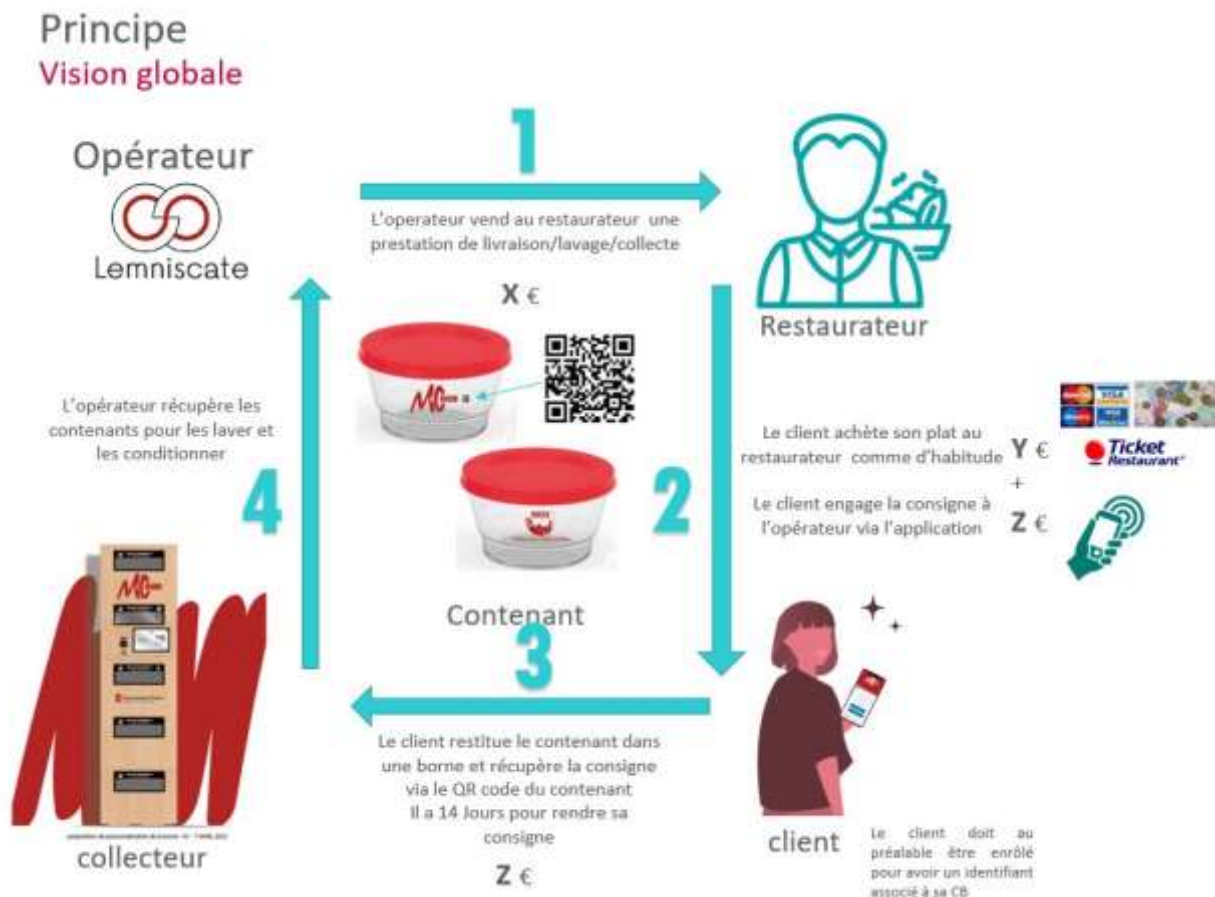 Principe
Vision globale
Opérateur
Lemniscate
1
L'operateur vend au restaurateur une
prestation de livraison/lavage/collecte
X €
Restaurateur
L'opérateur récupère les
contenants pour les laver et
les conditionner
4
2
Le client achète son plat au
restaurateur comme d'habitude
Y €
+
Le client engage la consigne à
l'opérateur via l'application
Z €
VISA
VISA
Ticket
Restaurant
Contenant
3
Le client restitue le contenant dans
une borne et récupère la consigne
via le QR code du contenant
Il a 14 Jours pour rendre sa
consigne
Z €
collecteur
client
Le client doit au
préalable être enrôlé
pour avoir un identifiant
associé à sa CB